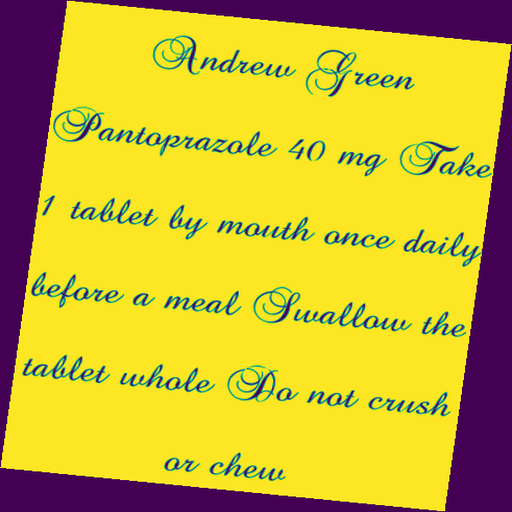 Andrew Green
Pantoprazole 40 mg Take
1 tablet by mouth once daily
before a meal Swallow the
tablet whole Do not crush
or chew